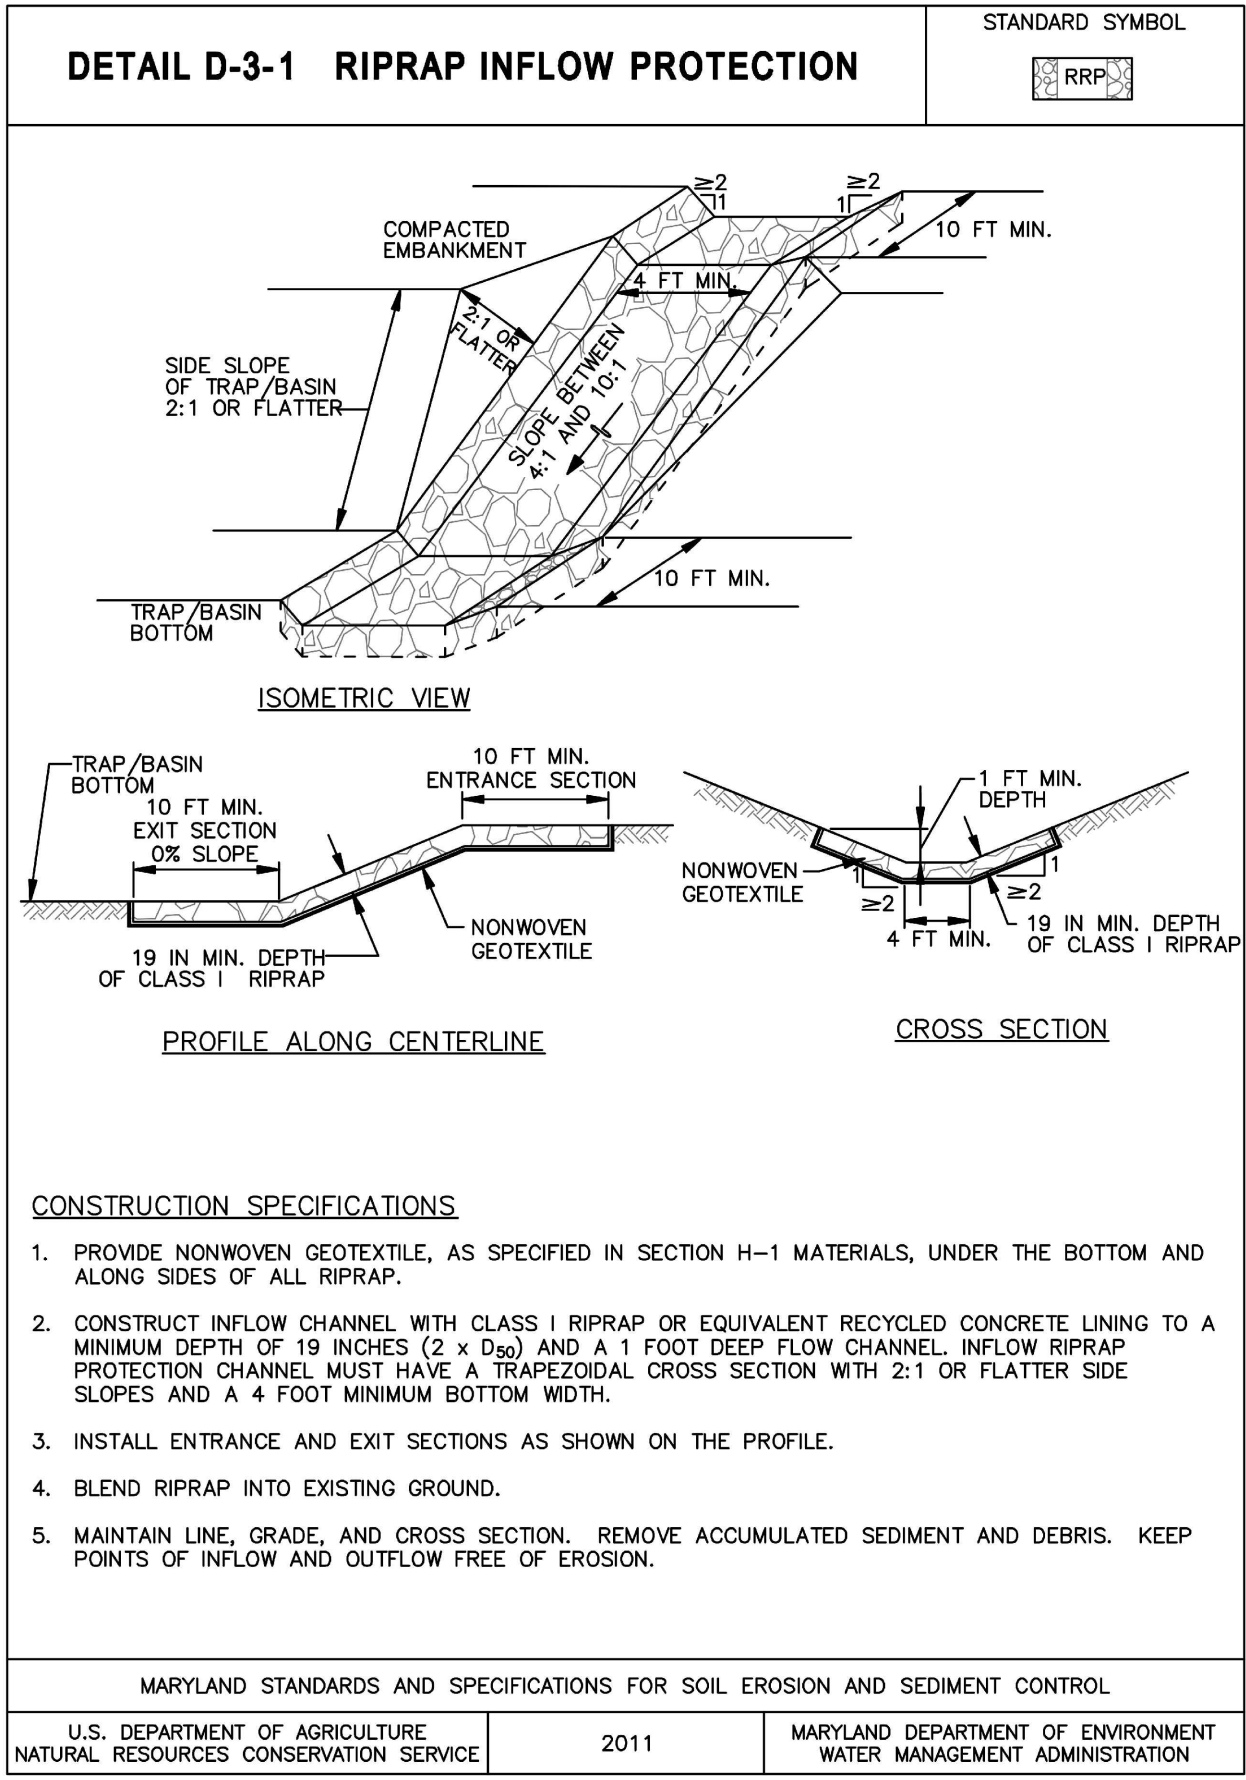 DETAIL D-3-1 RIPRAP INFLOW PROTECTION
STANDARD SYMBOL
RRP
≥2
1
≥2
1
10 FT MIN.
COMPACTED
EMBANKMENT
4 FT MIN.
2:1 OR
FLATTER
SLOPE BETWEEN
4:1 AND 10:1
SIDE SLOPE
OF TRAP/BASIN
2:1 OR FLATTER
10 FT MIN.
TRAP/BASIN
BOTTOM
ISOMETRIC VIEW
TRAP/BASIN
BOTTOM
10 FT MIN.
EXIT SECTION
0% SLOPE
10 FT MIN.
ENTRANCE SECTION
NONWOVEN
GEOTEXTILE
19 IN MIN. DEPTH
OF CLASS I RIPRAP
PROFILE ALONG CENTERLINE
1 FT MIN.
DEPTH
NONWOVEN
GEOTEXTILE
1
≥2
1
≥2
4 FT MIN.
19 IN MIN. DEPTH
OF CLASS I RIPRAP
CROSS SECTION
CONSTRUCTION SPECIFICATIONS
1. PROVIDE NONWOVEN GEOTEXTILE, AS SPECIFIED IN SECTION H-1 MATERIALS, UNDER THE BOTTOM AND
ALONG SIDES OF ALL RIPRAP.
2. CONSTRUCT INFLOW CHANNEL WITH CLASS I RIPRAP OR EQUIVALENT RECYCLED CONCRETE LINING TO A
MINIMUM DEPTH OF 19 INCHES (2 x D50) AND A 1 FOOT DEEP FLOW CHANNEL. INFLOW RIPRAP
PROTECTION CHANNEL MUST HAVE A TRAPEZOIDAL CROSS SECTION WITH 2:1 OR FLATTER SIDE
SLOPES AND A 4 FOOT MINIMUM BOTTOM WIDTH.
3. INSTALL ENTRANCE AND EXIT SECTIONS AS SHOWN ON THE PROFILE.
4. BLEND RIPRAP INTO EXISTING GROUND.
5. MAINTAIN LINE, GRADE, AND CROSS SECTION. REMOVE ACCUMULATED SEDIMENT AND DEBRIS. KEEP
POINTS OF INFLOW AND OUTFLOW FREE OF EROSION.
MARYLAND STANDARDS AND SPECIFICATIONS FOR SOIL EROSION AND SEDIMENT CONTROL
U.S. DEPARTMENT OF AGRICULTURE
NATURAL RESOURCES CONSERVATION SERVICE
2011
MARYLAND DEPARTMENT OF ENVIRONMENT
WATER MANAGEMENT ADMINISTRATION